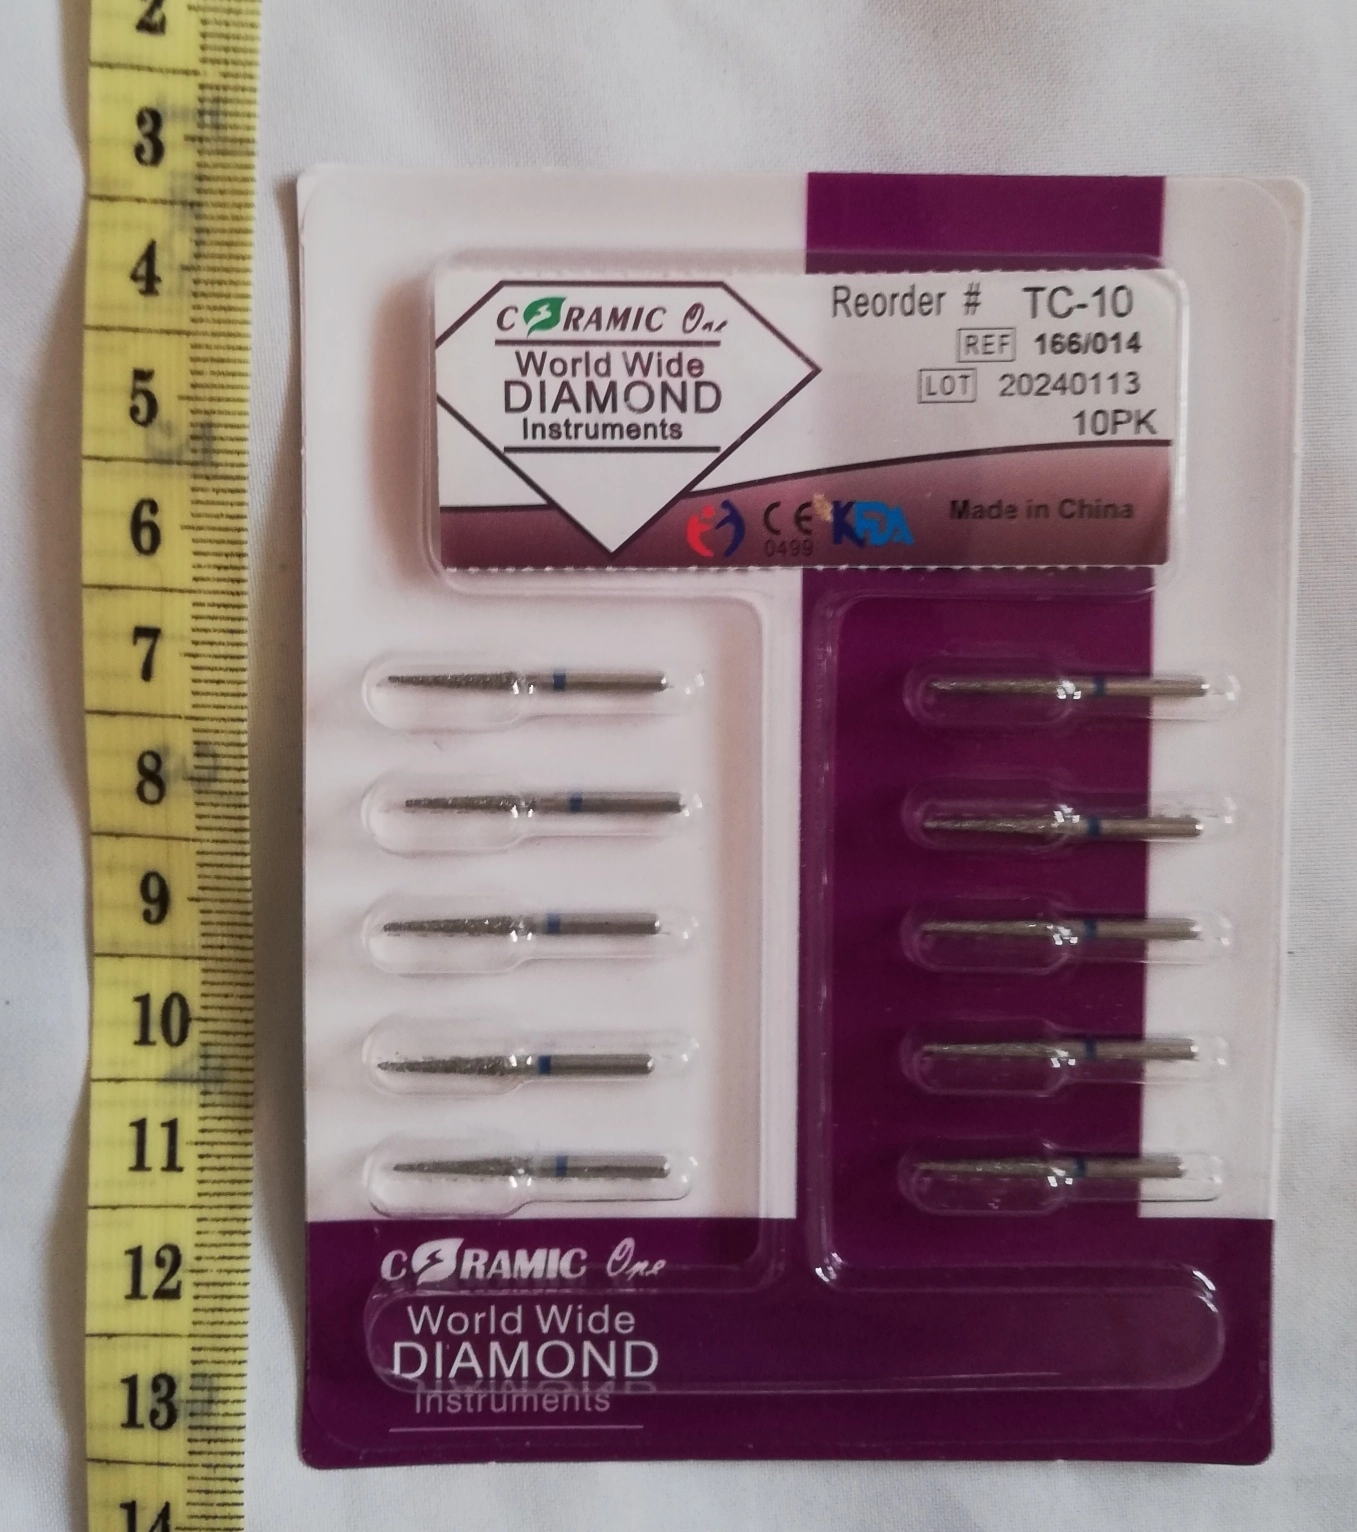 2
3
4
5
6
7
8
9
10
11
12
13
14
CERAMIC One
World Wide
DIAMOND
Instruments
Reorder # TC-10
REF 166/014
LOT 20240113
10PK
CE
0499
KFDA
Made in China
CERAMIC One
World Wide
DIAMOND
Instruments